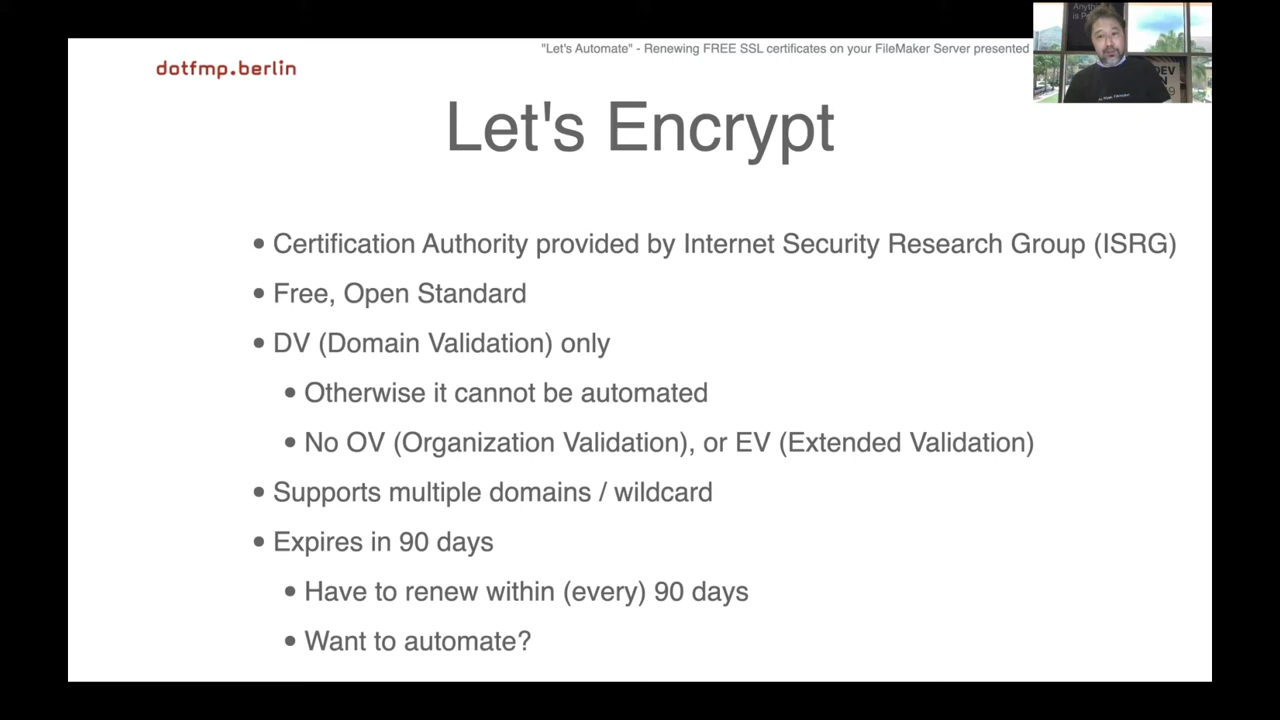 "Let's Automate" - Renewing FREE SSL certificates on your FileMaker Server presented
dotfmp.berlin
Let's Encrypt
• Certification Authority provided by Internet Security Research Group (ISRG)
• Free, Open Standard
• DV (Domain Validation) only
• Otherwise it cannot be automated
• No OV (Organization Validation), or EV (Extended Validation)
• Supports multiple domains / wildcard
• Expires in 90 days
• Have to renew within (every) 90 days
• Want to automate?